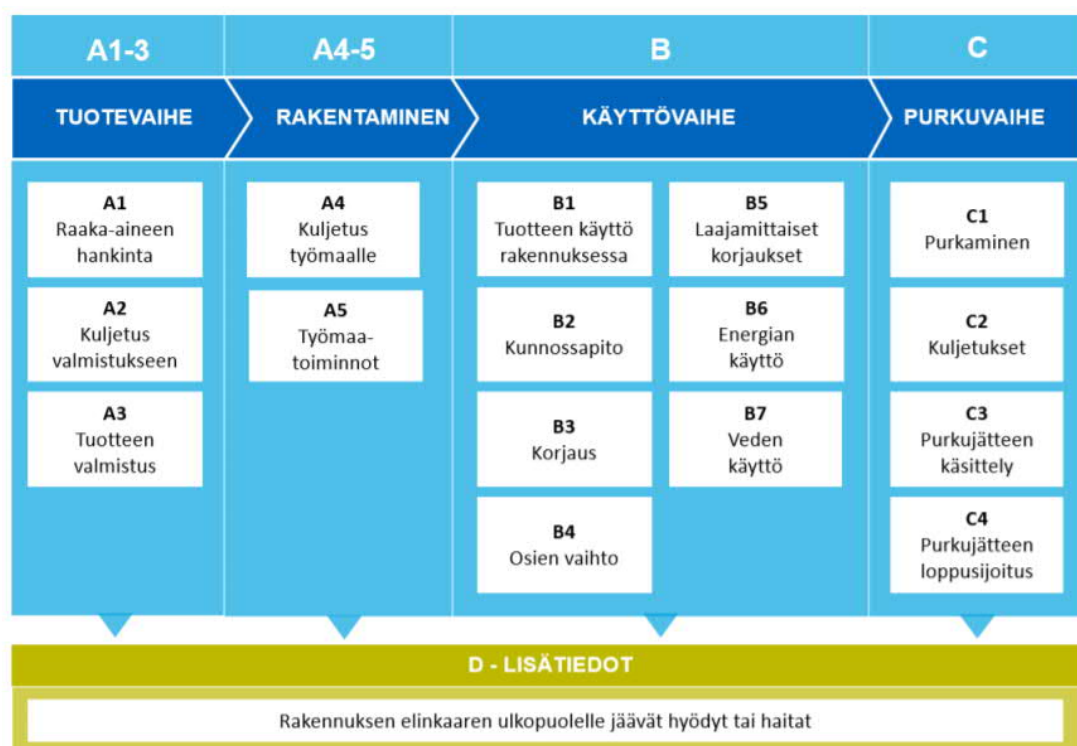 A1-3
A4-5
B
C
TUOTEVAIHE
RAKENTAMINEN
KÄYTTÖVAIHE
PURKUVAIHE
A1
Raaka-aineen
hankinta
A2
Kuljetus
valmistukseen
A3
Tuotteen
valmistus
A4
Kuljetus
työmaalle
A5
Työmaa-
toiminnot
B1
Tuotteen käyttö
rakennuksessa
B2
Kunnossapito
B3
Korjaus
B4
Osien vaihto
B5
Laajamittaiset
korjaukset
B6
Energian
käyttö
B7
Veden
käyttö
C1
Purkaminen
C2
Kuljetukset
C3
Purkujätteen
käsittely
C4
Purkujätteen
loppusijoitus
D - LISÄTIEDOT
Rakennuksen elinkaaren ulkopuolelle jäävät hyödyt tai haitat